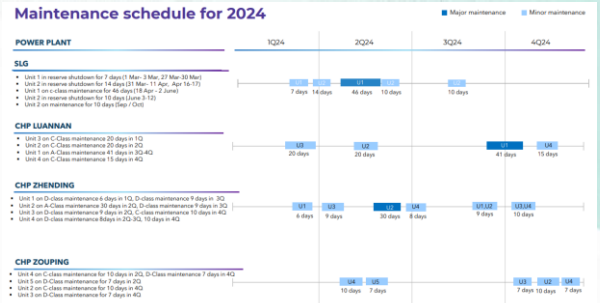 Maintenance schedule for 2024
Major maintenance
Minor maintenance
POWER PLANT
1Q24
2Q24
3Q24
4Q24
SLG
Unit 1 in reserve shutdown for 7 days (1 Mar- 3 Mar, 27 Mar-30 Mar)
Unit 2 in reserve shutdown for 14 days (31 Mar- 11 Apr, Apr 16-17)
Unit 1 on c-class maintenance for 46 days (18 Apr - 2 June)
Unit 2 in reserve shutdown for 10 days (June 3-12)
Unit 2 on maintenance for 10 days (Sep / Oct)
U1
7 days
14 days
46 days
10 days
10 days
CHP LUANNAN
Unit 3 on C-Class maintenance 20 days in 1Q
Unit 2 on C-Class maintenance 20 days in 2Q
Unit 1 on A-Class maintenance 41 days in 3Q-4Q
Unit 4 on C-Class maintenance 15 days in 4Q
U3
U2
U1
U4
20 days
20 days
41 days
15 days
CHP ZHENDING
Unit 1 on D-class maintenance 6 days in 1Q, D-class maintenance 9 days in 3Q
Unit 2 on A-Class maintenance 30 days in 2Q, D-class maintenance 9 days in 3Q
Unit 3 on D-class maintenance 9 days in 2Q, C-class maintenance 10 days in 4Q
Unit 4 on D-class maintenance 8days in 2Q-3Q, 10 days in 4Q.
U1
U3
U2
U4
U1,U2
U3,U4
6 days
9 days
30 days
8 days
9 days
10 days
CHP ZOUPING
Unit 4 on C-class maintenance for 10 days in 2Q, D-Class maintenance 7 days in 4Q
Unit 5 on D-class maintenance for 7 days in 2Q
Unit 2 on C-class maintenance for 10 days in 4Q
Unit 3 on D-class maintenance for 7 days in 4Q
U4
U5
U3
U2
U4
10 days
7 days
7 days
10 days
7 days